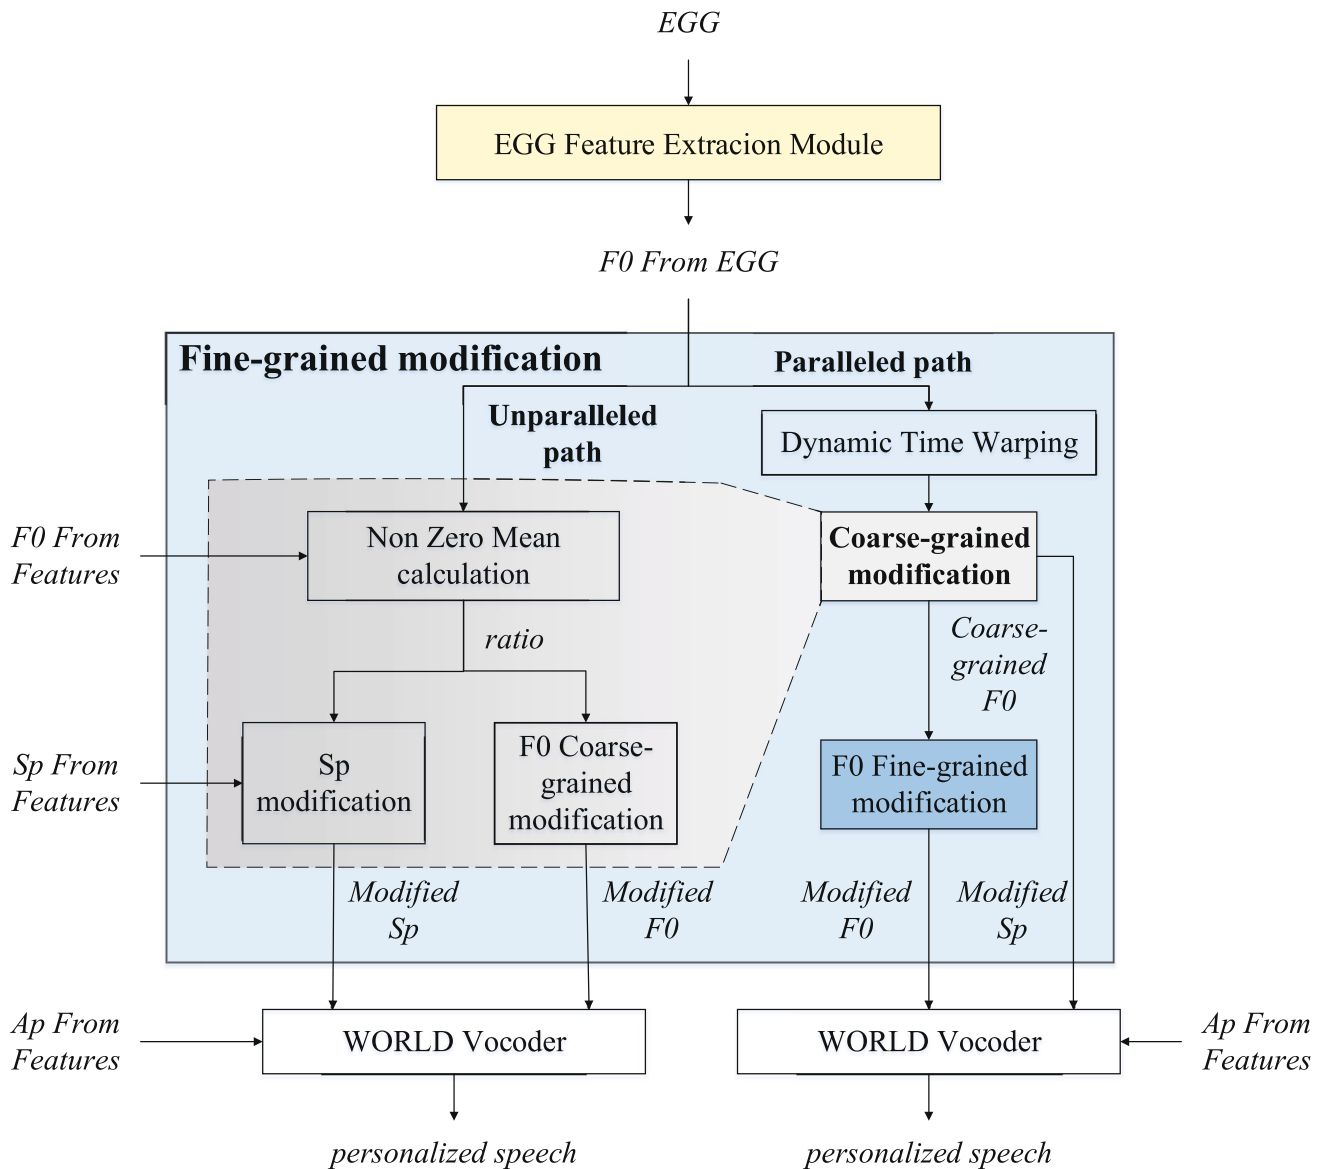 EGG
EGG Feature Extracion Module
F0 From EGG
Fine-grained modification
Paralleled path
Unparalleled
path
Dynamic Time Warping
F0 From
Features
Non Zero Mean
calculation
Coarse-grained
modification
ratio
Coarse-
grained
F0
Sp From
Features
Sp
modification
F0 Coarse-
grained
modification
F0 Fine-grained
modification
Modified
Sp
Modified
F0
Modified
F0
Modified
Sp
Ap From
Features
WORLD Vocoder
WORLD Vocoder
Ap From
Features
personalized speech
personalized speech